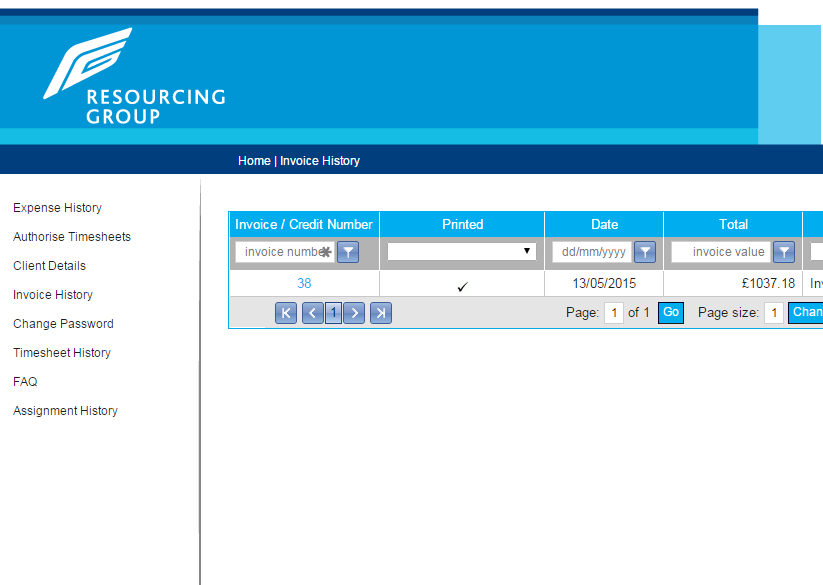 RESOURCING
GROUP
Home | Invoice History
Expense History
Authorise Timesheets
Client Details
Invoice History
Change Password
Timesheet History
FAQ
Assignment History
Invoice / Credit Number Printed Date Total
invoice number dd/mm/yyyy invoice value
38 ✓ 13/05/2015 £1037.18
1 Page: 1 of 1 Go Page size: 1